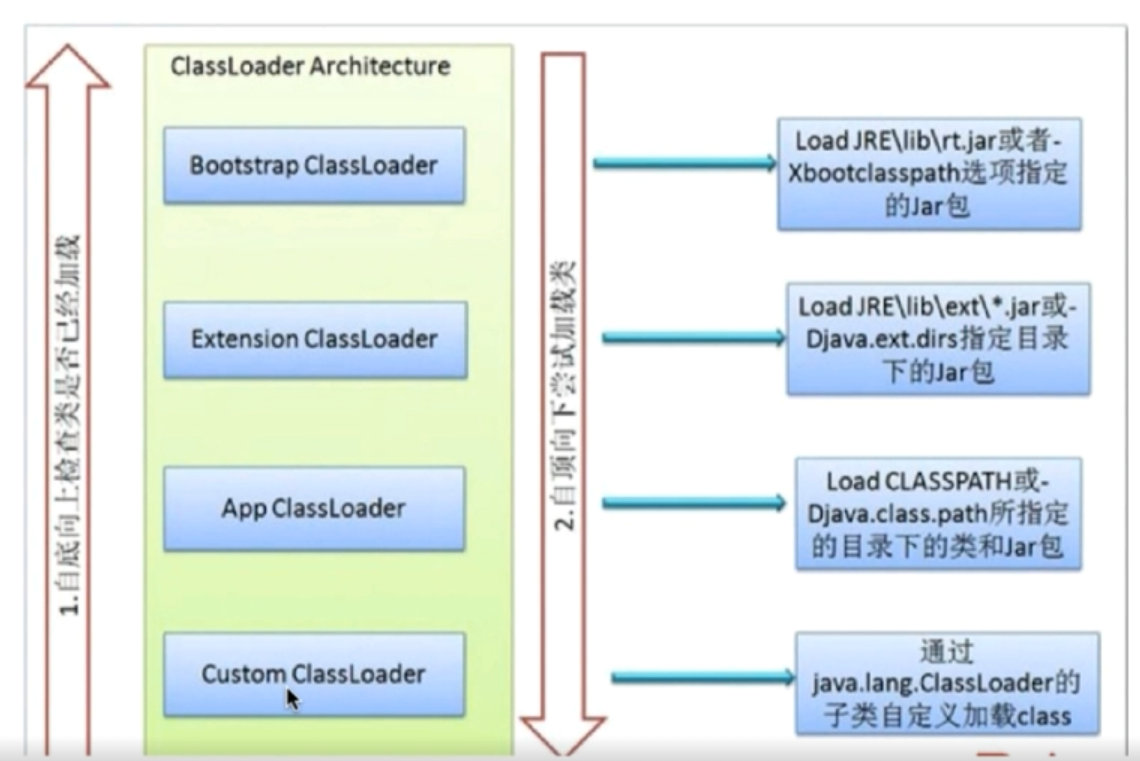 ClassLoader Architecture
1.自底向上检查类是否已经加载
Bootstrap ClassLoader
Extension ClassLoader
App ClassLoader
Custom ClassLoader
2.自顶向下尝试加载类
Load JRE\lib\rt.jar或者-
Xbootclasspath选项指定
的Jar包
Load JRE\lib\ext\*.jar或-
Djava.ext.dirs指定目录
下的Jar包
Load CLASSPATH或-
Djava.class.path所指定
的目录下的类和Jar包
通过
java.lang.ClassLoader的
子类自定义加载class